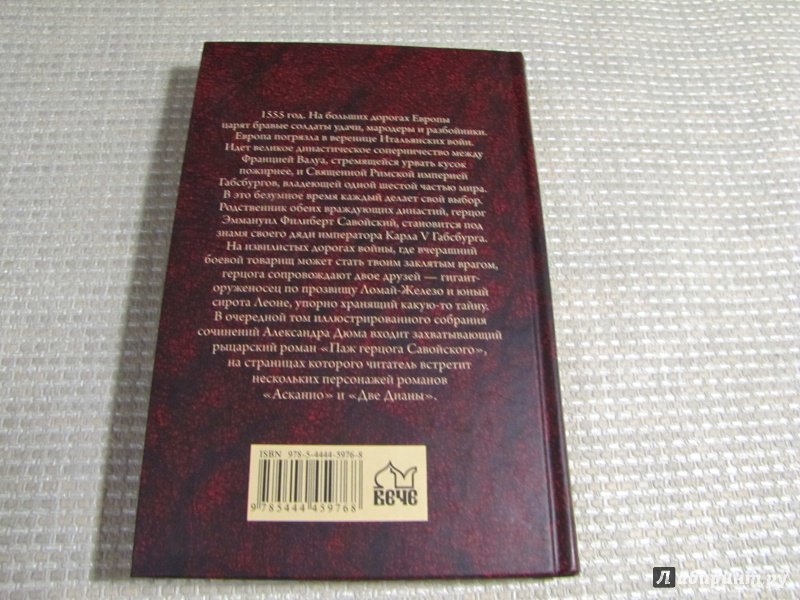 1555 год. На больших дорогах Европы
царят бравые солдаты удачи, мародеры и разбойники.
Европа погрязла в веренице Итальянских войн.
Идет великое династическое соперничество между
Францией Валуа, стремящейся урвать кусок
пожирнее, и Священной Римской империей
Габсбургов, владеющей одной шестой частью мира.
В это безумное время каждый делает свой выбор.
Родственник обеих враждующих династий, герцог
Эммануил Филиберт Савойский, становится под
знамя своего дяди императора Карла V Габсбурга.
На извилистых дорогах войны, где вчерашний
боевой товарищ может стать твоим заклятым врагом,
герцога сопровождают двое друзей — гигант-
оруженосец по прозвищу Ломай-Железо и юный
сирота Леоне, упорно хранящий какую-то тайну.
В очередной том иллюстрированного собрания
сочинений Александра Дюма входит захватывающий
рыцарский роман «Паж герцога Савойского»,
на страницах которого читатель встретит
нескольких персонажей романов
«Асканио» и «Две Дианы».
ISBN 978-5-4444-5976-8
9 785444 459768
ВЕЧЕ
Лабиринт.ру